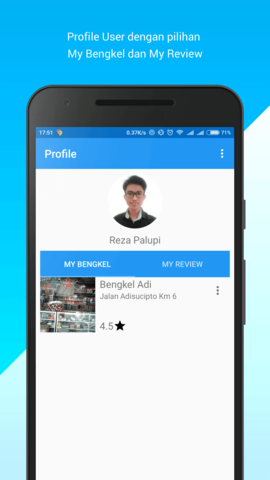 Profile User dengan pilihan
My Bengkel dan My Review
17:51
0.37K/s
71%
Profile
Reza Palupi
MY BENGKEL
MY REVIEW
Bengkel Adi
Jalan Adisucipto Km 6
4.5★